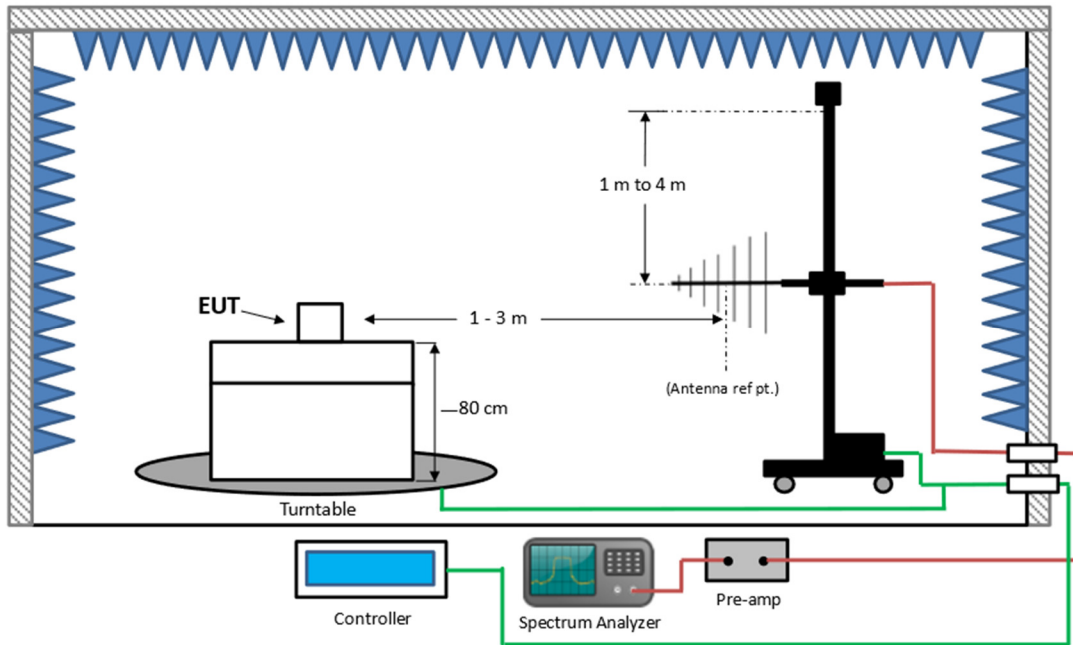 1 m to 4 m
EUT
1 - 3 m
(Antenna ref pt.)
80 cm
Turntable
Controller
Spectrum Analyzer
Pre-amp